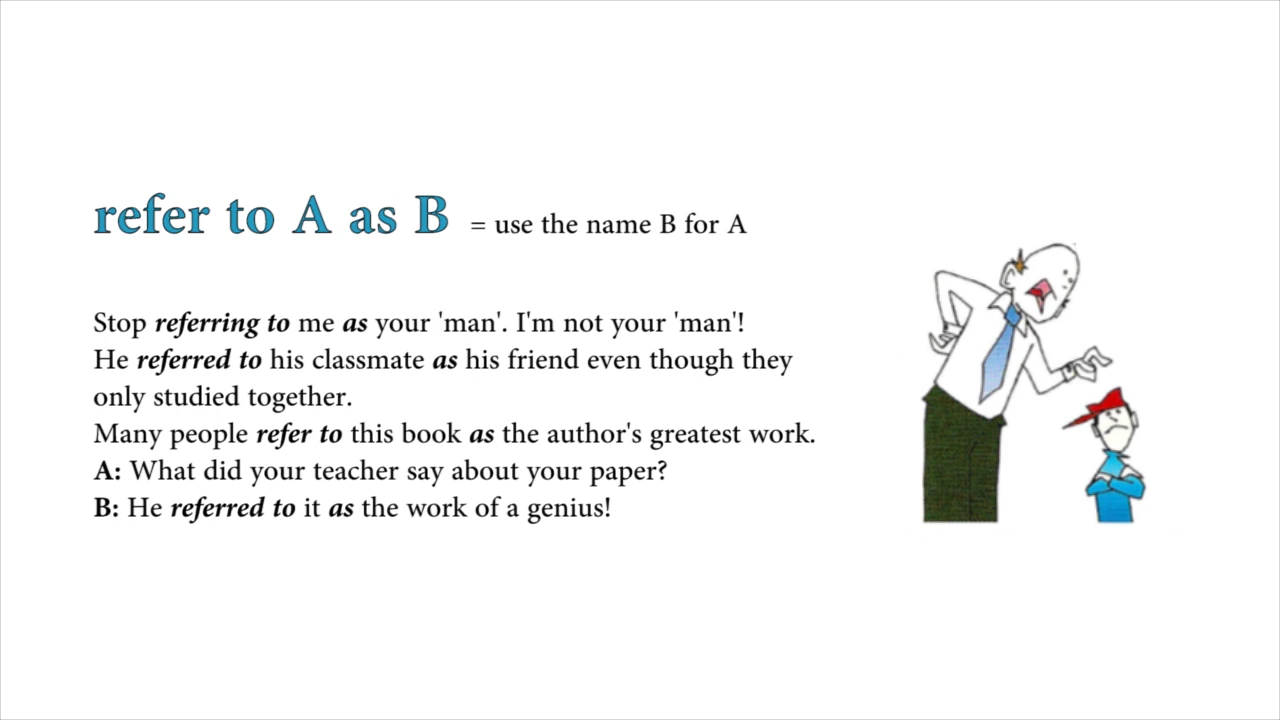 refer to A as B = use the name B for A
Stop referring to me as your 'man'. I'm not your 'man'!
He referred to his classmate as his friend even though they
only studied together.
Many people refer to this book as the author's greatest work.
A: What did your teacher say about your paper?
B: He referred to it as the work of a genius!